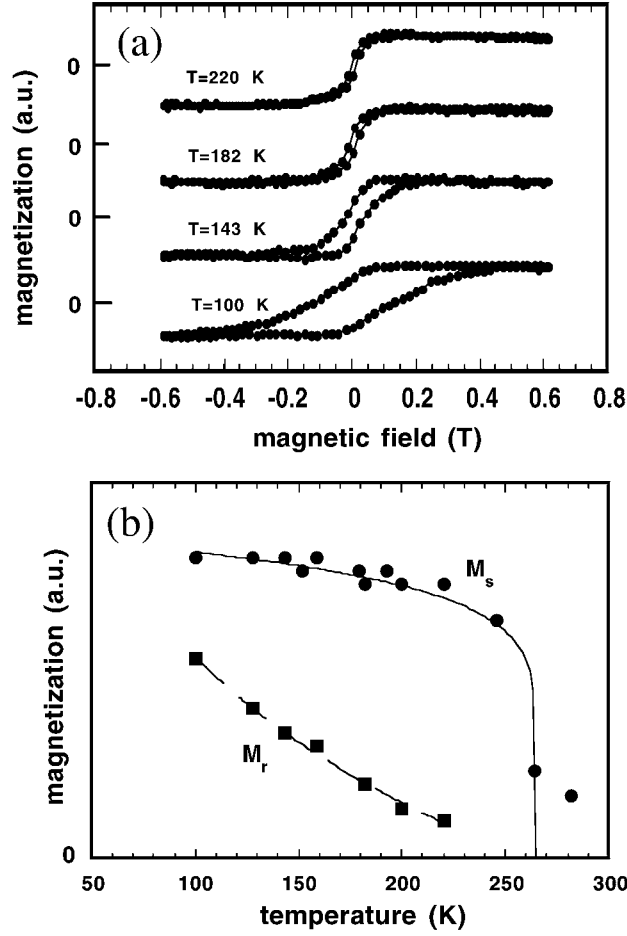 (a)
magnetization (a.u.)
0
T=220 K
0
T=182 K
0
T=143 K
0
T=100 K
-0.8 -0.6 -0.4 -0.2 0 0.2 0.4 0.6 0.8
magnetic field (T)
(b)
magnetization (a.u.)
Ms
Mr
0
50 100 150 200 250 300
temperature (K)